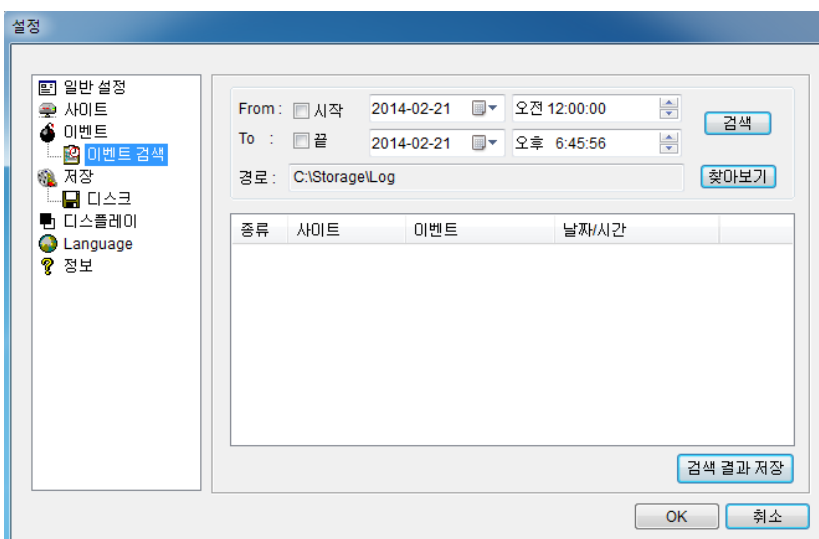 설정
일반 설정
사이트
이벤트
이벤트 검색
저장
디스크
디스플레이
Language
정보
From : 시작 2014-02-21 오전 12:00:00 검색
To : 끝 2014-02-21 오후 6:45:56
경로 : C:\Storage\Log 찾아보기
종류 사이트 이벤트 날짜/시간
검색 결과 저장
OK 취소